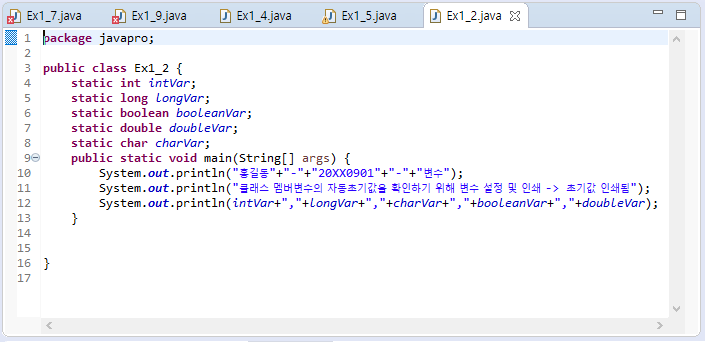 Ex1_7.java Ex1_9.java Ex1_4.java Ex1_5.java Ex1_2.java
1 package javapro;
2
3 public class Ex1_2 {
4 static int intVar;
5 static long longVar;
6 static boolean booleanVar;
7 static double doubleVar;
8 static char charVar;
9 public static void main(String[] args) {
10 System.out.println("홍길동"+"-"+"20XX0901"+"-"+"변수");
11 System.out.println("클래스 멤버변수의 자동초기값을 확인하기 위해 변수 설정 및 인쇄 -> 초기값 인쇄됨");
12 System.out.println(intVar+","+longVar+","+charVar+","+booleanVar+","+doubleVar);
13 }
14
15
16 }
17